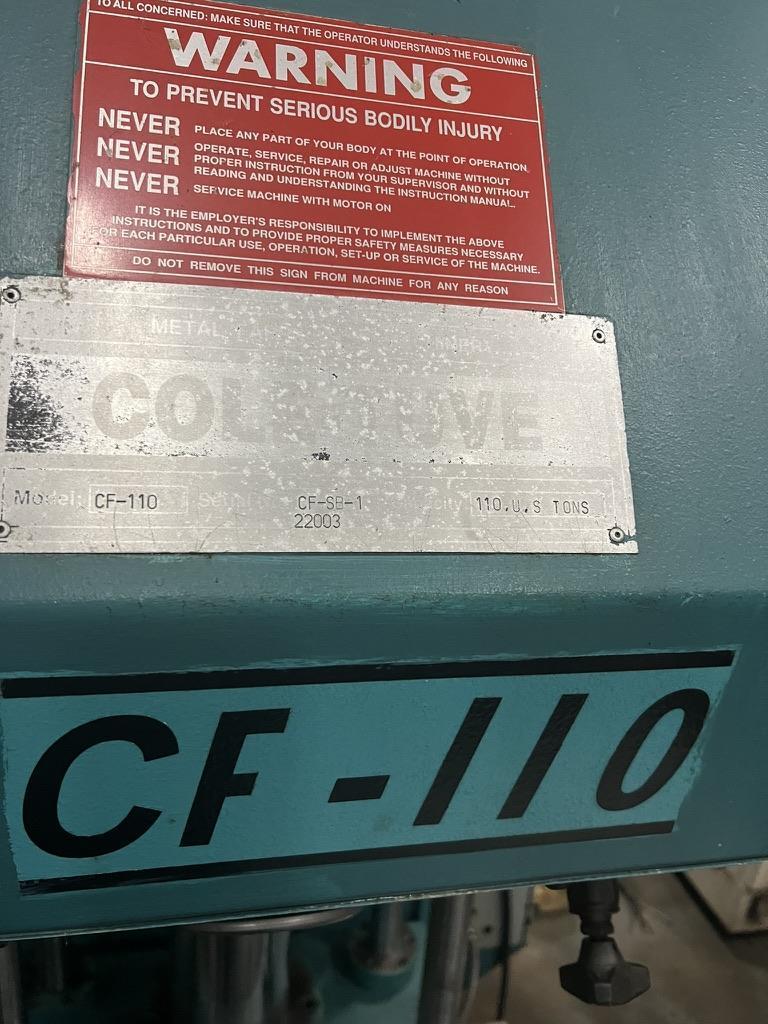 TO ALL CONCERNED: MAKE SURE THAT THE OPERATOR UNDERSTANDS THE FOLLOWING
WARNING
TO PREVENT SERIOUS BODILY INJURY
NEVER PLACE ANY PART OF YOUR BODY AT THE POINT OF OPERATION.
NEVER OPERATE, SERVICE, REPAIR OR ADJUST MACHINE WITHOUT
PROPER INSTRUCTION FROM YOUR SUPERVISOR AND WITHOUT
READING AND UNDERSTANDING THE INSTRUCTION MANUAL.
NEVER SERVICE MACHINE WITH MOTOR ON
IT IS THE EMPLOYER'S RESPONSIBILITY TO IMPLEMENT THE ABOVE
INSTRUCTIONS AND TO PROVIDE PROPER SAFETY MEASURES NECESSARY
FOR EACH PARTICULAR USE, OPERATION, SET-UP OR SERVICE OF THE MACHINE.
DO NOT REMOVE THIS SIGN FROM MACHINE FOR ANY REASON
METAL
Model: CF-110 CF-SB-1 110.U.S TONS
22003
CF-110